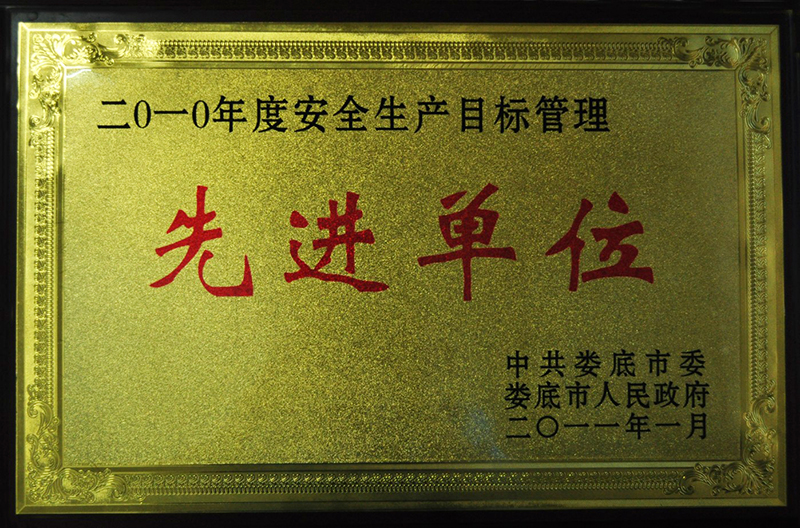 二0一0年度安全生产目标管理
先进单位
中共娄底市委
娄底市人民政府
二〇一一年一月